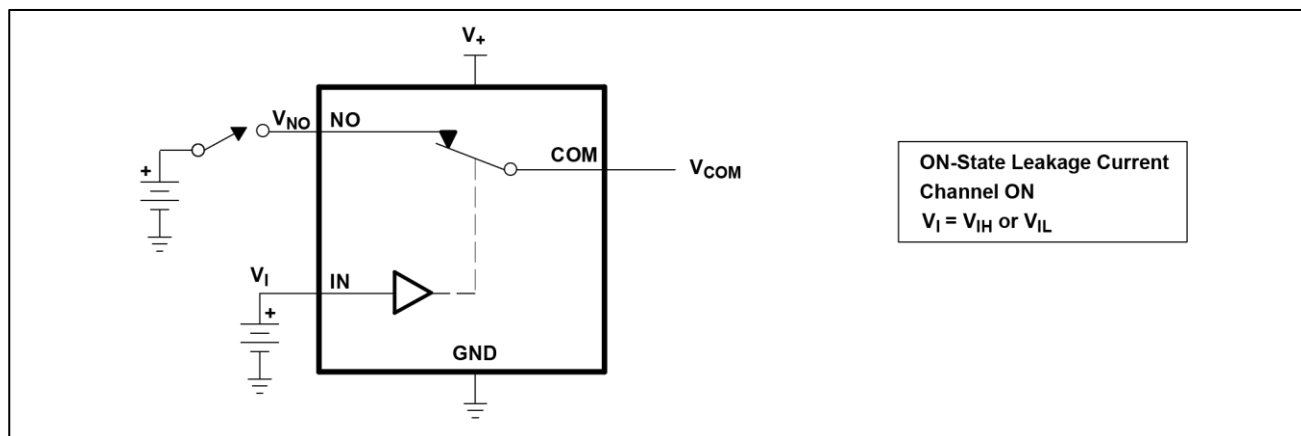 V+
VNO NO
COM
VCOM
+
VI IN
+
GND
ON-State Leakage Current
Channel ON
VI = VIH or VIL